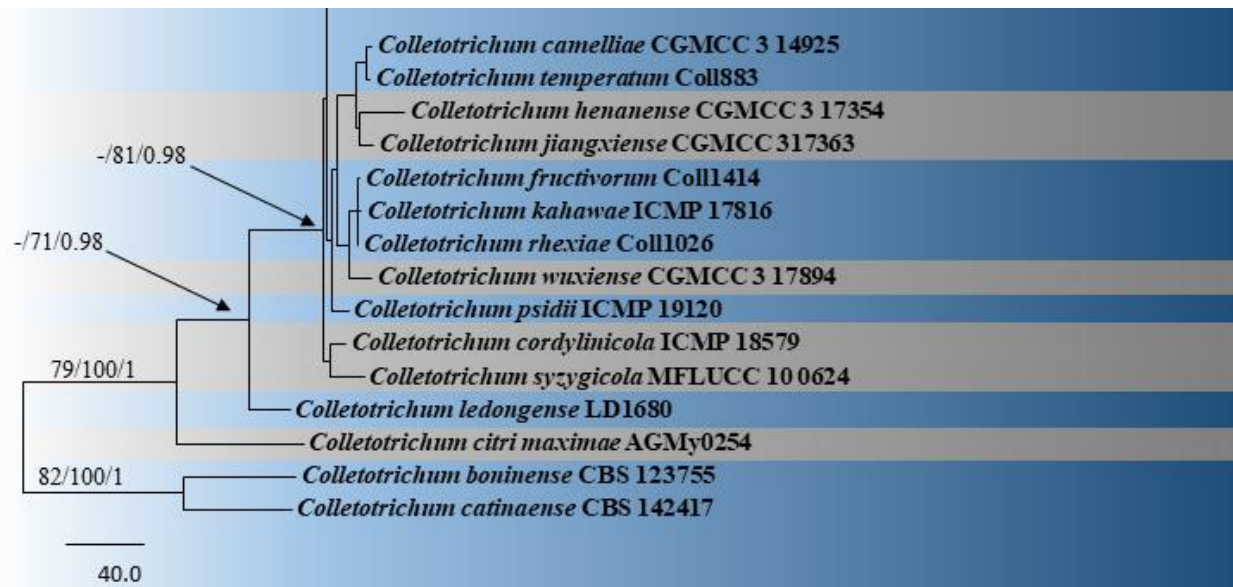 Colletotrichum camelliae CGMCC 3 14925
Colletotrichum temperatum Coll883
Colletotrichum henanense CGMCC 3 17354
Colletotrichum jiangxiense CGMCC 317363
-/81/0.98
Colletotrichum fructivorum Coll1414
Colletotrichum kahawae ICMP 17816
-/71/0.98
Colletotrichum rhexiae Coll1026
Colletotrichum wuxiense CGMCC 3 17894
Colletotrichum psidii ICMP 19120
Colletotrichum cordylinicola ICMP 18579
79/100/1
Colletotrichum syzygicola MFLUCC 10 0624
Colletotrichum ledongense LD1680
Colletotrichum citri maximae AGMy0254
82/100/1
Colletotrichum boninense CBS 123755
Colletotrichum catinaense CBS 142417
40.0